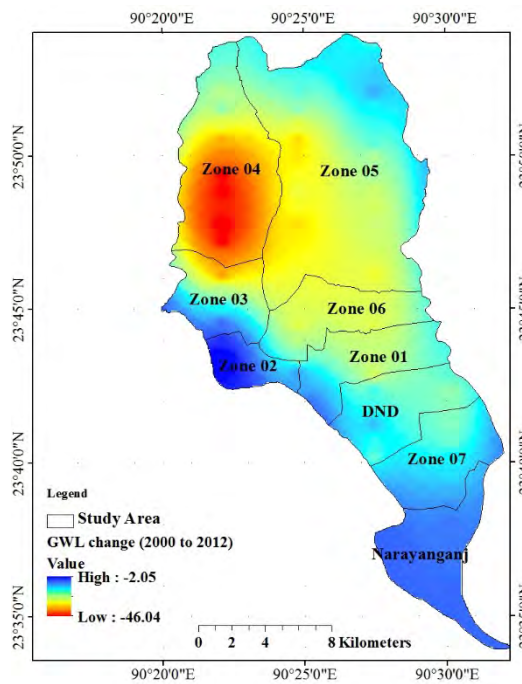 90°20'0"E 90°25'0"E 90°30'0"E
23°50'0"N
23°45'0"N
23°40'0"N
23°35'0"N
Zone 04
Zone 05
Zone 03
Zone 06
Zone 02
Zone 01
DND
Zone 07
Narayanganj
Legend
Study Area
GWL change (2000 to 2012)
Value
High : -2.05
Low : -46.04
0 2 4 8
Kilometers
90°20'0"E 90°25'0"E 90°30'0"E